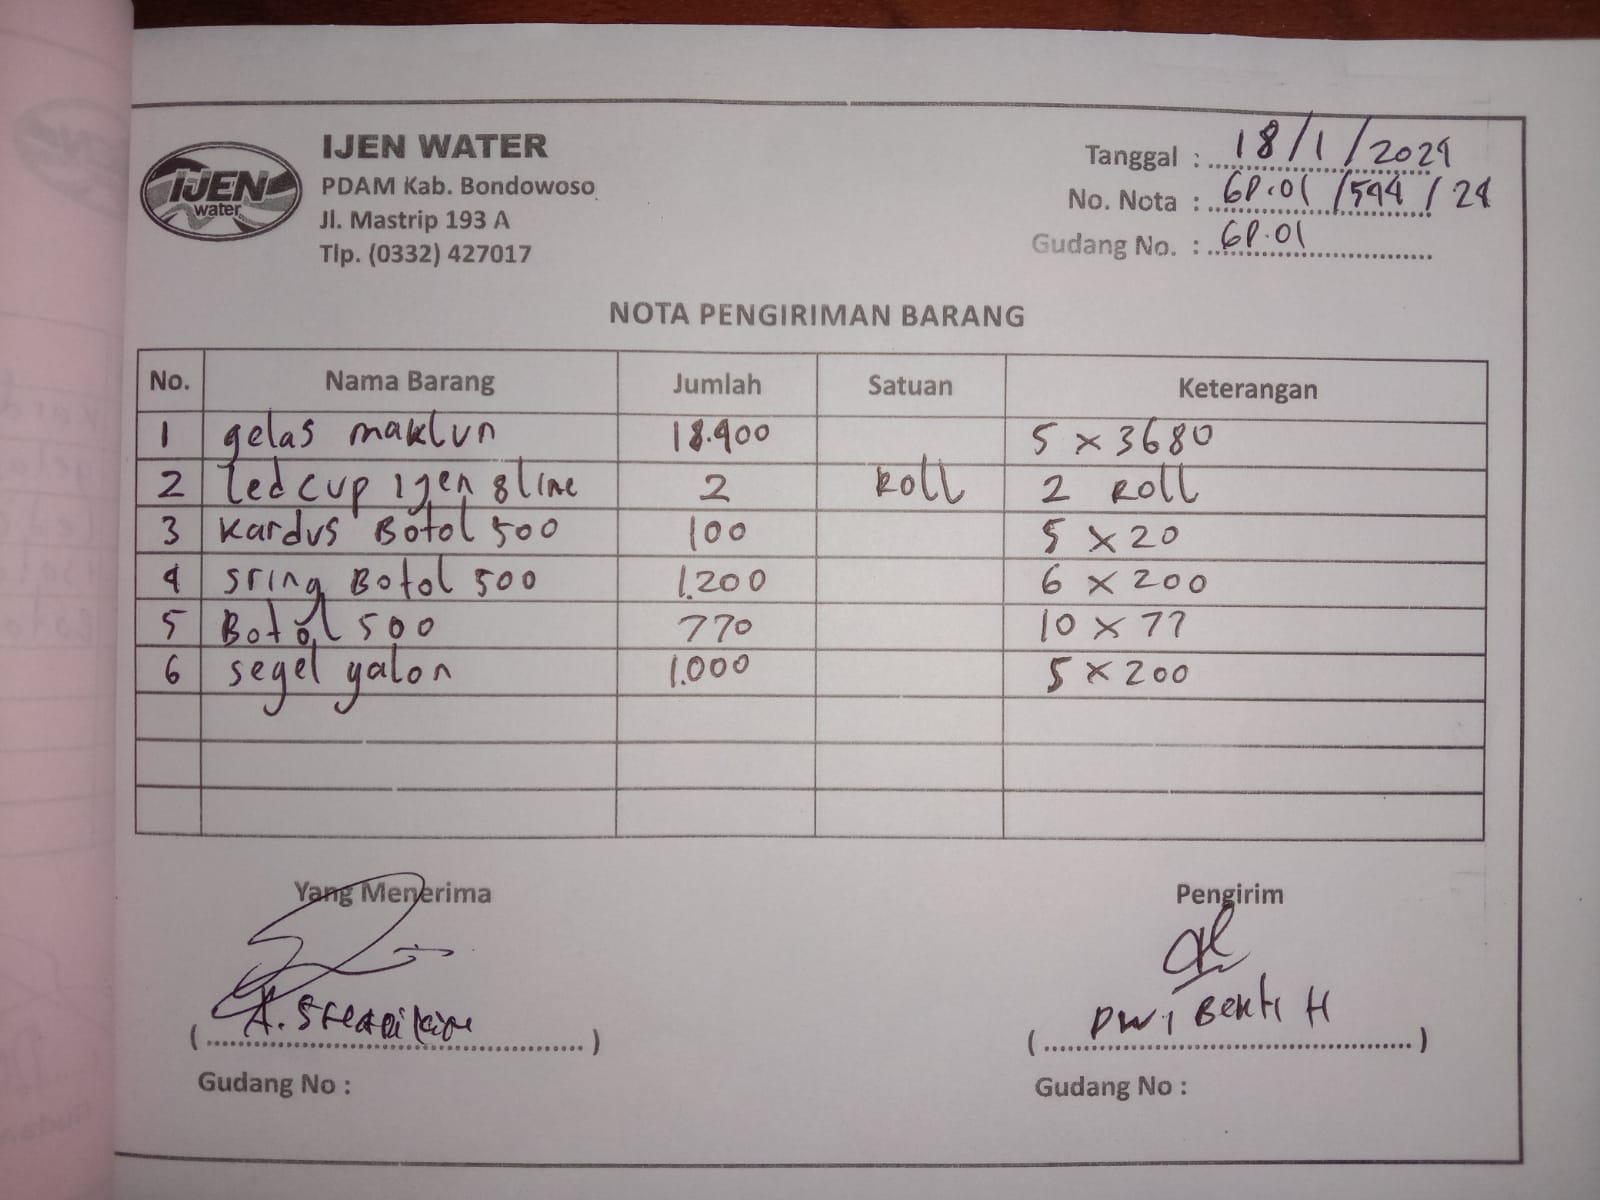 IJEN WATER
PDAM Kab. Bondowoso
Jl. Mastrip 193 A
Tlp. (0332) 427017
IJEN
water
Tanggal : 18/1/2024
No. Nota : GP.01 /544 / 24
Gudang No. : GP.01
NOTA PENGIRIMAN BARANG
No. Nama Barang Jumlah Satuan Keterangan
1 gelas maklun 18.400 5 x 3680
2 Led cup ijen 8 line 2 Roll 2 Roll
3 Kardus Botol 500 100 5 x 20
4 sring Botol 500 1.200 6 x 200
5 Botol 500 770 10 x 77
6 segel galon 1.000 5 x 200
Yang Menerima Pengirim
(A.) (Dwi Bekti H)
Gudang No : Gudang No :